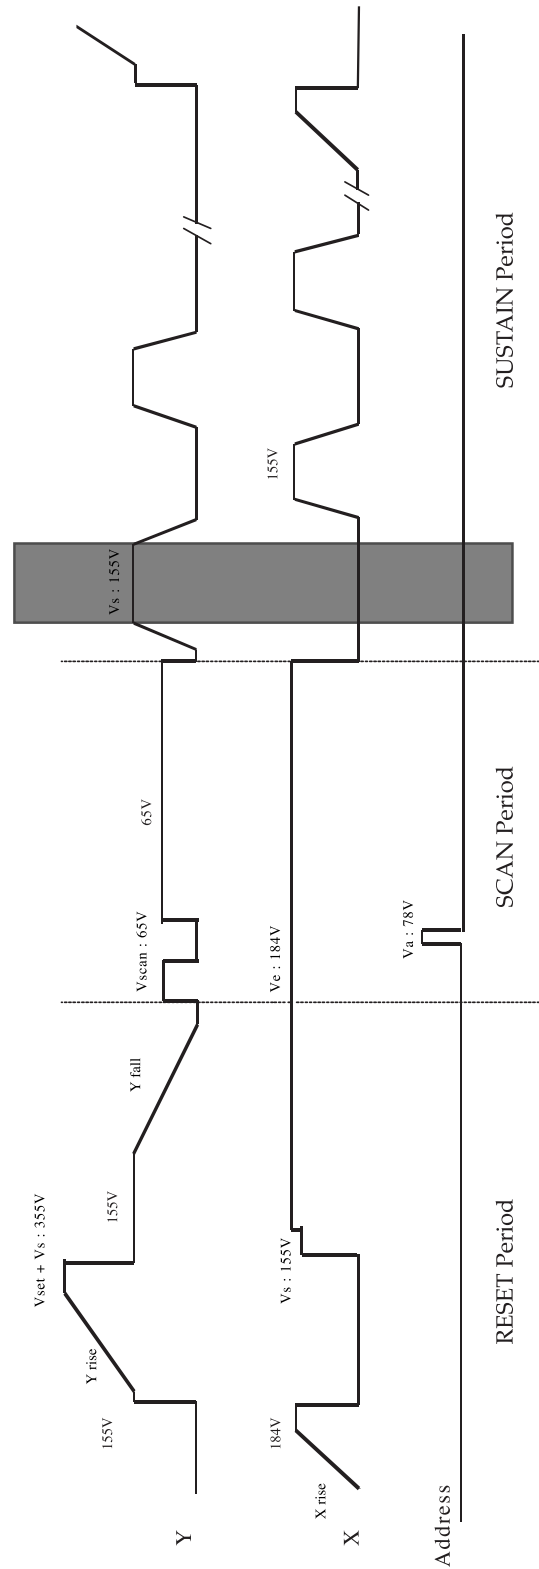 Vset + Vs : 355V
155V
Y rise
155V
Y fall
Vscan : 65V
65V
Vs : 155V
Y
184V
X rise
Vs : 155V
Ve : 184V
155V
X
Va : 78V
Address
RESET Period
SCAN Period
SUSTAIN Period